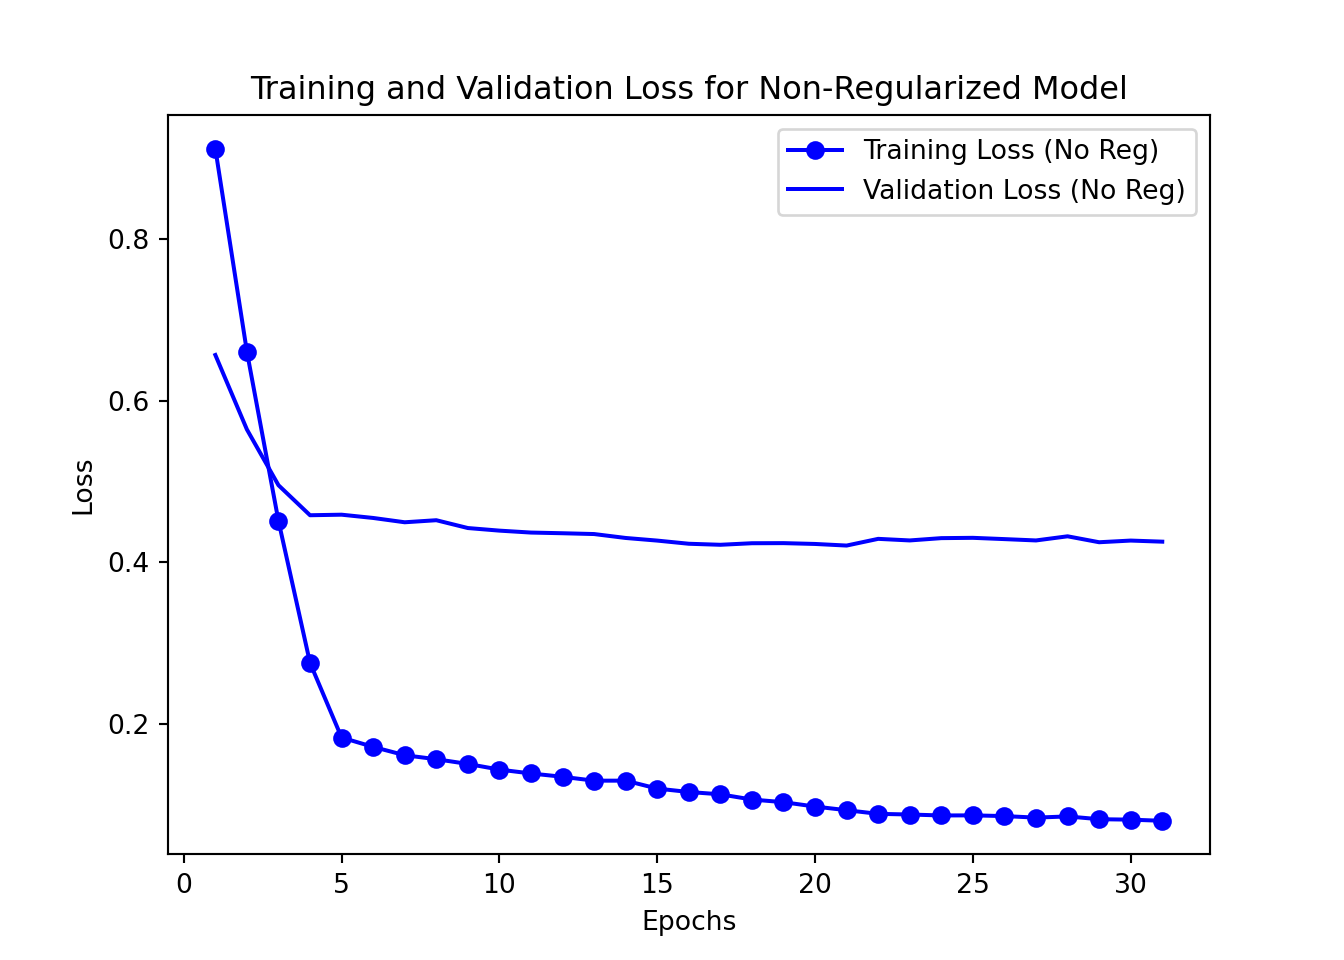 Training and Validation Loss for Non-Regularized Model
Training Loss (No Reg)
Validation Loss (No Reg)
Loss
0.8
0.6
0.4
0.2
0 5 10 15 20 25 30
Epochs